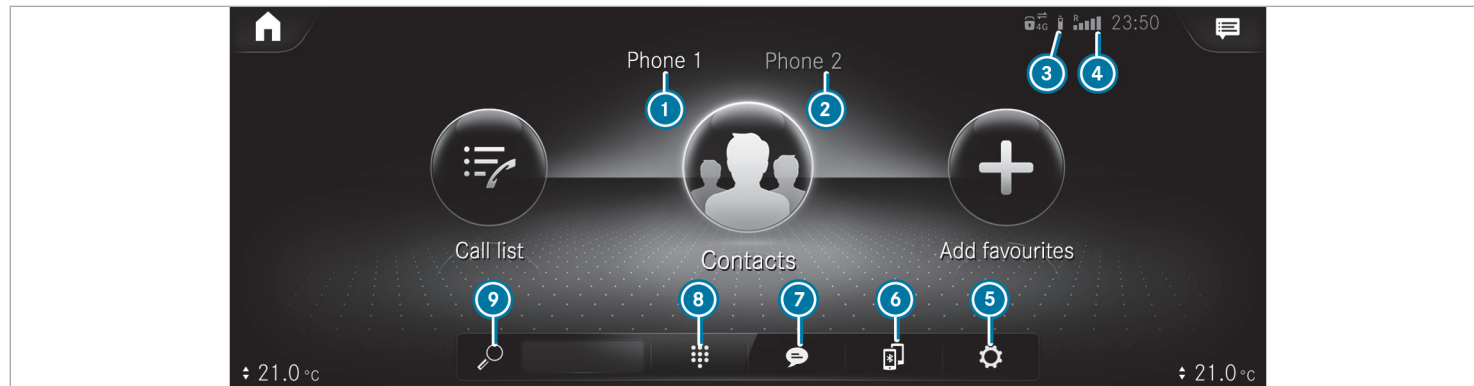 4G R 23:50
Phone 1 Phone 2
3 4
1 2
Call list Contacts Add favourites
9 8 7 6 5
21.0 °C 21.0 °C